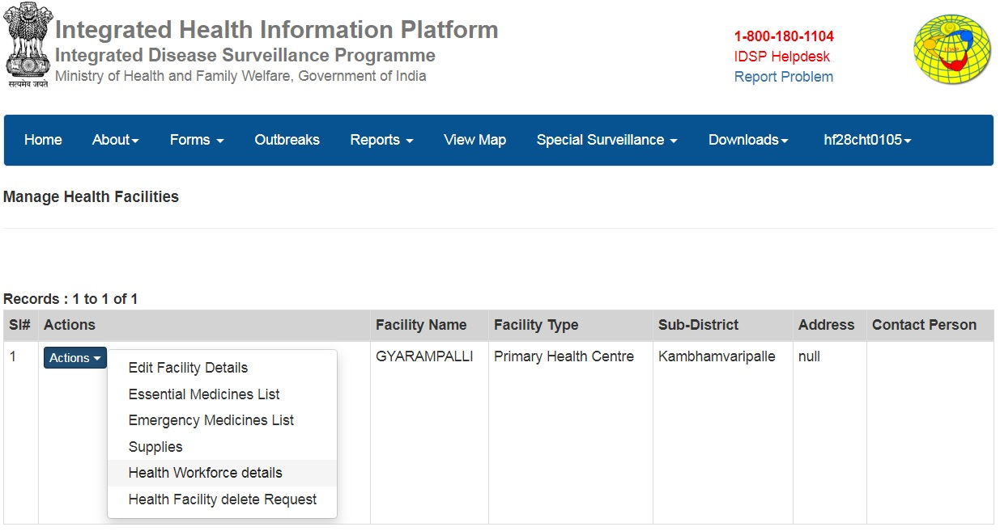 Integrated Health Information Platform
Integrated Disease Surveillance Programme
Ministry of Health and Family Welfare, Government of India
सत्यमेव जयते
1-800-180-1104
IDSP Helpdesk
Report Problem
IDSP
Home About Forms Outbreaks Reports View Map Special Surveillance Downloads hf28cht0105
Manage Health Facilities
Records : 1 to 1 of 1
Sl# Actions Facility Name Facility Type Sub-District Address Contact Person
1 Actions GYARAMPALLI Primary Health Centre Kambhamvaripalle null
Edit Facility Details
Essential Medicines List
Emergency Medicines List
Supplies
Health Workforce details
Health Facility delete Request